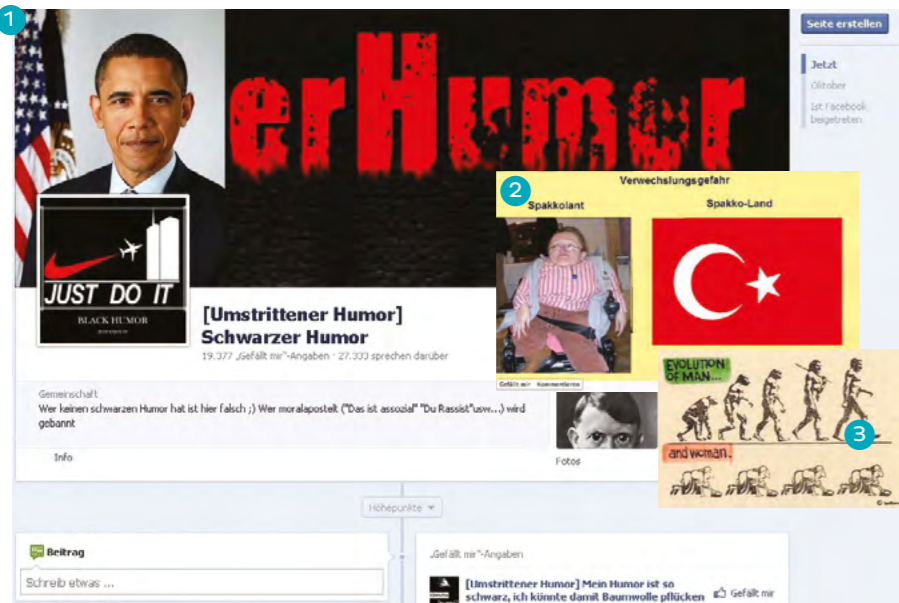 1
erHumor
Seite erstellen
Jetzt
Oktober
Ist Facebook
beigetreten
2
Verwechslungsgefahr
Spakkolant
Spakko-Land
JUST DO IT
BLACK HUMOR
[Umstrittener Humor]
Schwarzer Humor
19.377 „Gefällt mir“-Angaben · 27.333 sprechen darüber
Gefällt mir Kommentieren
EVOLUTION
OF MAN...
3
and woman.
Gemeinschaft
Wer keinen schwarzen Humor hat ist hier falsch ;) Wer moralapostelt ("Das ist assozial" "Du Rassist"usw...) wird
gebannt
Info
Fotos
Höhepunkte
Beitrag
Schreib etwas ...
„Gefällt mir“-Angaben
[Umstrittener Humor] Mein Humor ist so
schwarz, ich könnte damit Baumwolle pflücken
Gefällt mir